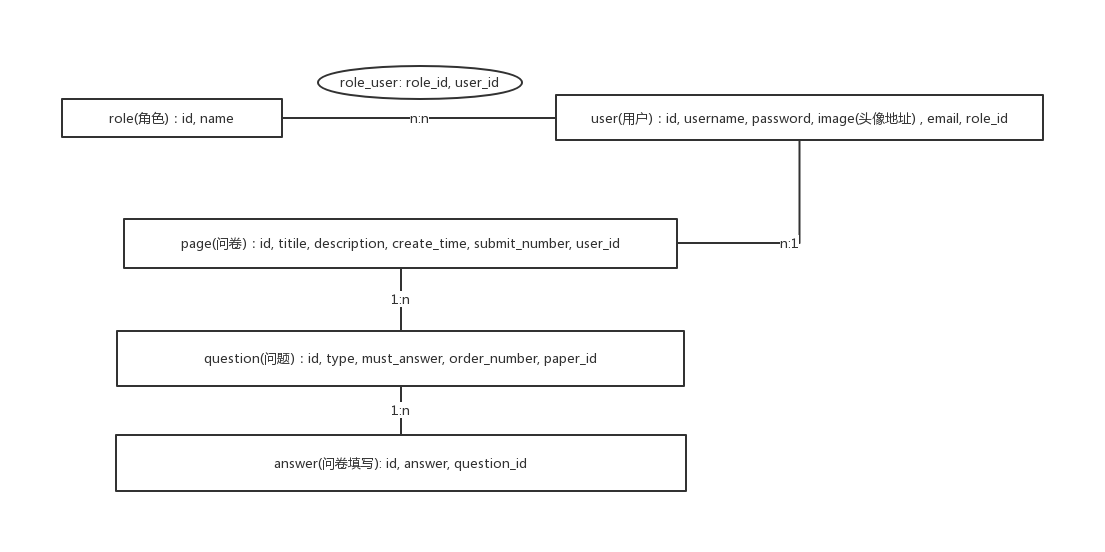 role_user: role_id, user_id
role(角色)：id, name
n:n
user(用户)：id, username, password, image(头像地址) , email, role_id
page(问卷)：id, titile, description, create_time, submit_number, user_id
n:1
1:n
question(问题)：id, type, must_answer, order_number, paper_id
1:n
answer(问卷填写): id, answer, question_id